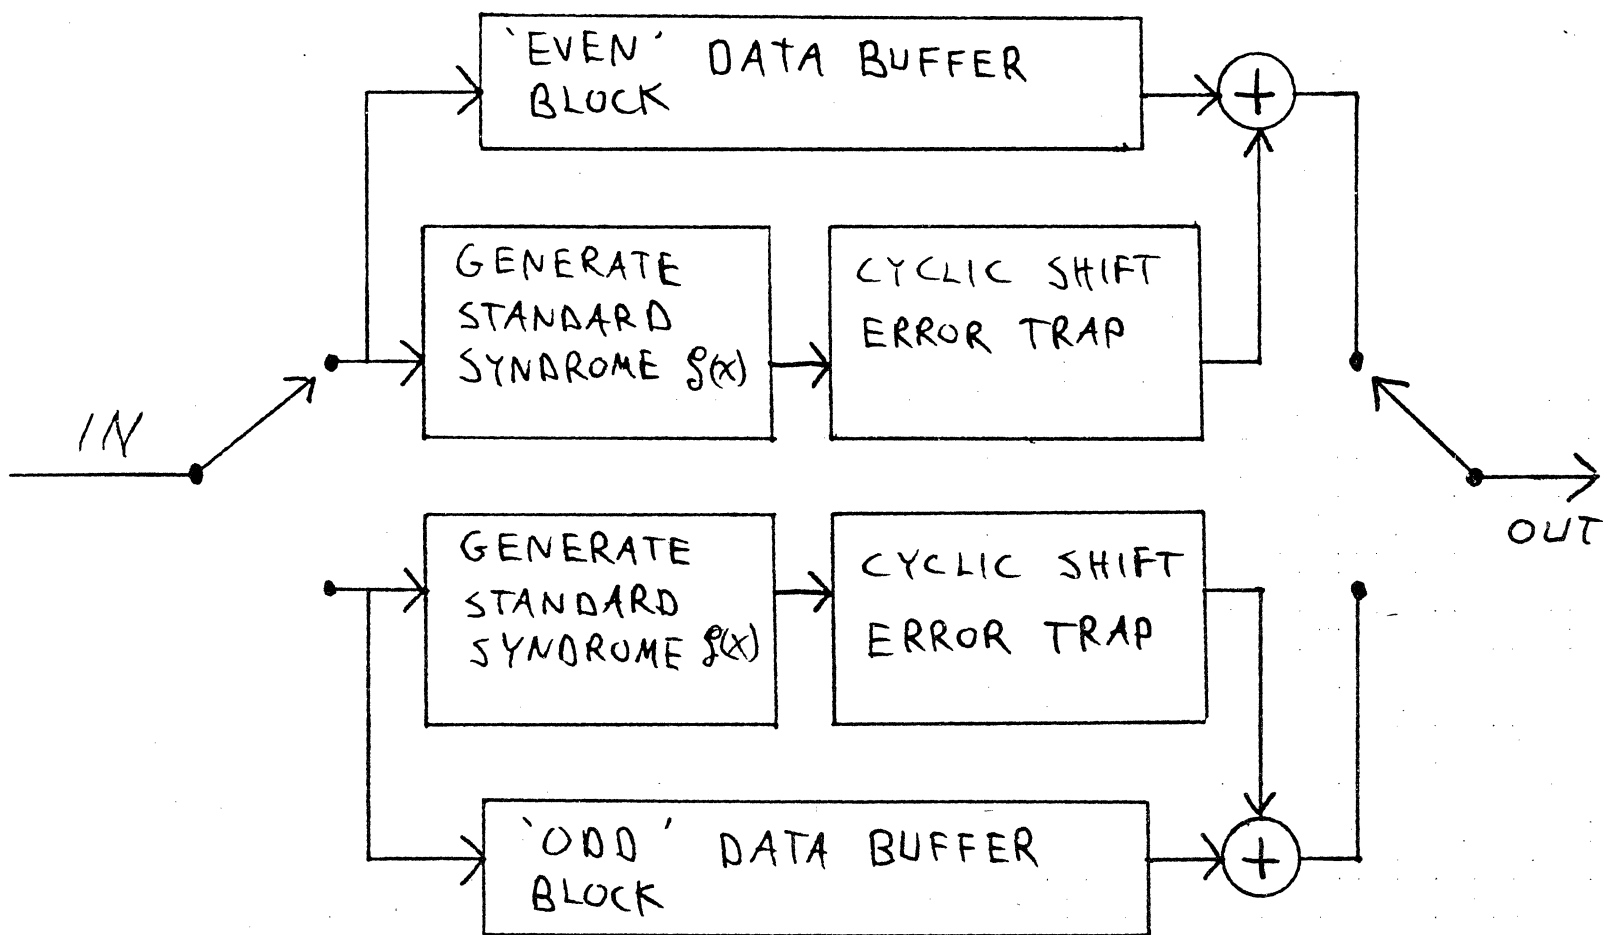 'EVEN' DATA BUFFER
BLOCK
GENERATE
STANDARD
SYNDROME S(x)
CYCLIC SHIFT
ERROR TRAP
IN
OUT
GENERATE
STANDARD
SYNDROME S(x)
CYCLIC SHIFT
ERROR TRAP
'ODD' DATA BUFFER
BLOCK
+
+